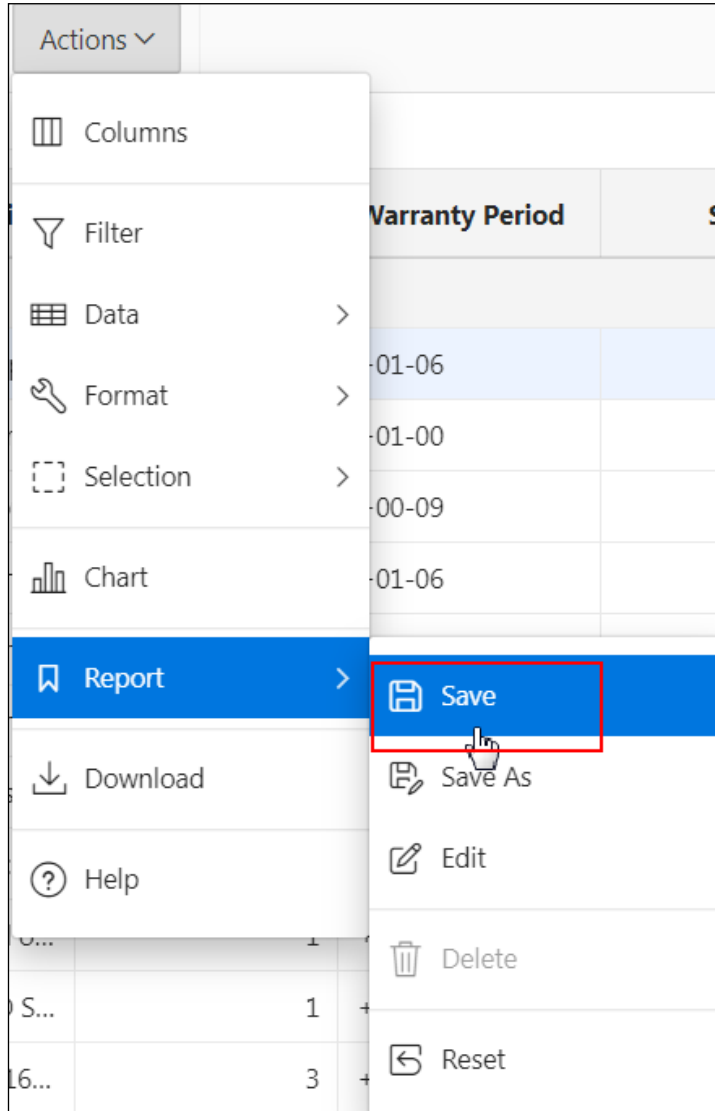 Actions
Columns
Filter
Warranty Period
Data
-01-06
Format
-01-00
Selection
-00-09
Chart
-01-06
Report
Save
Download
Save As
Edit
Help
1
Delete
S...
1
+
Reset
16...
3
+